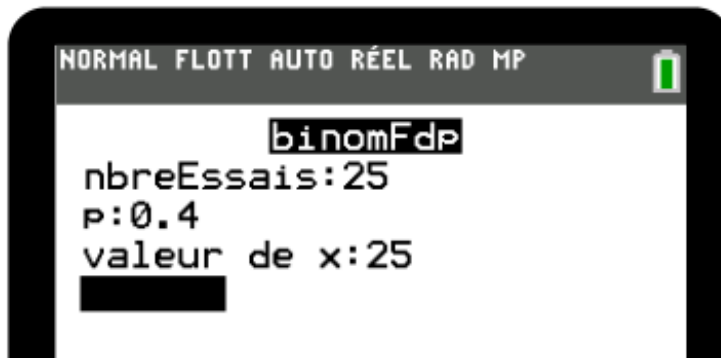 NORMAL FLOTT AUTO RÉEL RAD MP
binomFdp
nbreEssais:25
p:0.4
valeur de x:25